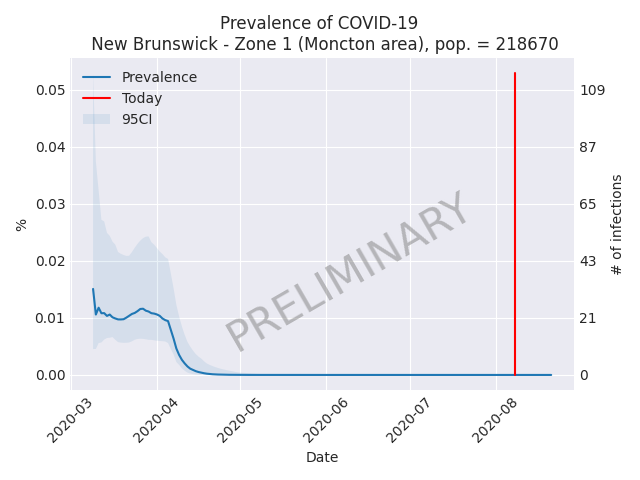 Prevalence of COVID-19
New Brunswick - Zone 1 (Moncton area), pop. = 218670
Prevalence
Today
95CI
0.05
0.04
0.03
0.02
0.01
0.00
%
109
87
65
43
21
0
# of infections
PRELIMINARY
2020-03
2020-04
2020-05
2020-06
2020-07
2020-08
Date